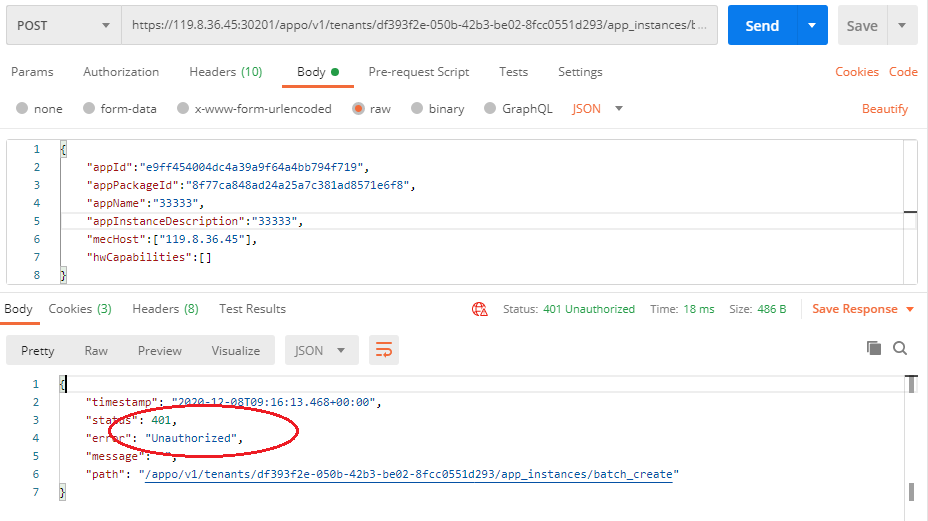 POST https://119.8.36.45:30201/appo/v1/tenants/df393f2e-050b-42b3-be02-8fcc0551d293/app_instances/b ... Send Save
Params Authorization Headers (10) Body Pre-request Script Tests Settings Cookies Code
none form-data x-www-form-urlencoded raw binary GraphQL JSON Beautify
1 {
2 "appId":"e9ff454004dc4a39a9f64a4bb794f719",
3 "appPackageId":"8f77ca848ad24a25a7c381ad8571e6f8",
4 "appName":"33333",
5 "appInstanceDescription":"33333",
6 "mecHost":["119.8.36.45"],
7 "hwCapabilities":[]
8 }
Body Cookies (3) Headers (8) Test Results Status: 401 Unauthorized Time: 18 ms Size: 486 B Save Response
Pretty Raw Preview Visualize JSON
1 {
2 "timestamp": "2020-12-08T09:16:13.468+00:00",
3 "status": 401,
4 "error": "Unauthorized",
5 "message": "",
6 "path": "/appo/v1/tenants/df393f2e-050b-42b3-be02-8fcc0551d293/app_instances/batch_create"
7 }